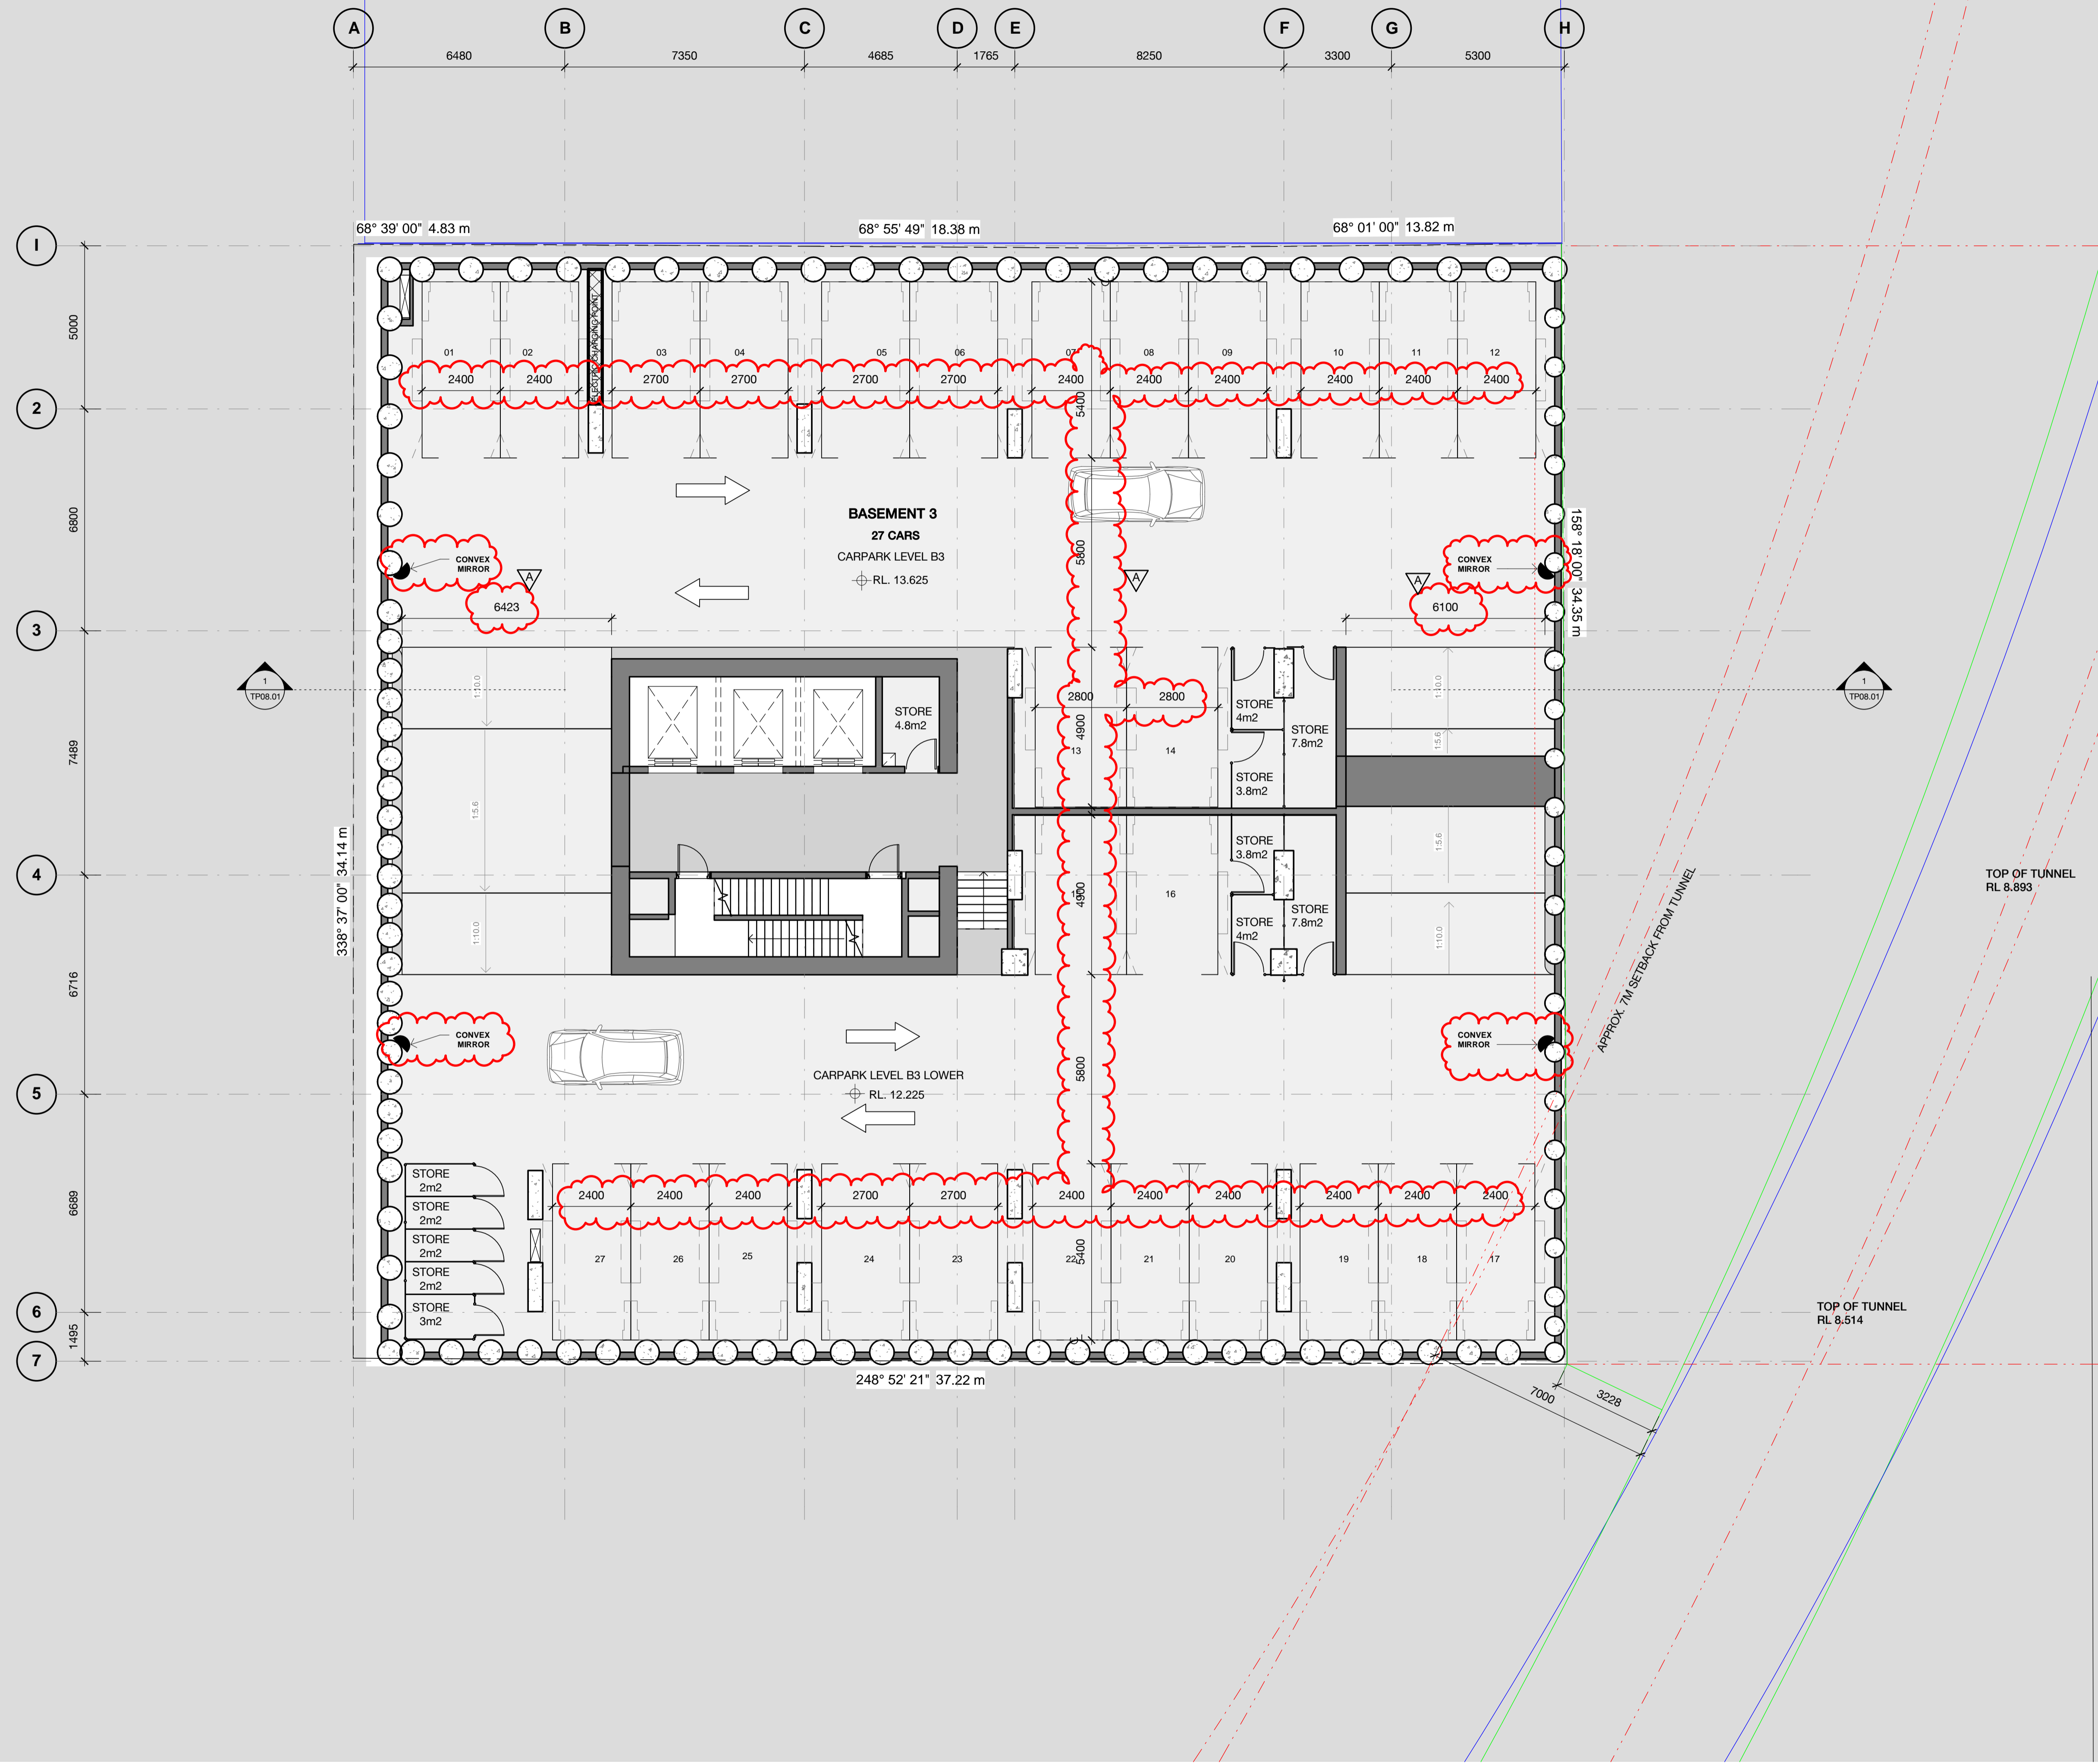 A B C D E F G H
6480 7350 4685 1765 8250 3300 5300
68° 39' 00" 4.83 m 68° 55' 49" 18.38 m 68° 01' 00" 13.82 m
I
5000
ELECTRIC CHARGING POINT
01 02 03 04 05 06 07 08 09 10 11 12
2400 2400 2700 2700 2700 2700 2400 2400 2400 2400 2400 2400
5400
2
6800
BASEMENT 3
27 CARS
CARPARK LEVEL B3
RL. 13.625
5800
CONVEX
MIRROR
A
6423
A
CONVEX
MIRROR
A
6100
158° 18' 00" 34.35 m
3
1
TP08.01
1:10.0
STORE
4.8m2
2800 2800
4900
13 14
STORE
4m2
STORE
7.8m2
STORE
3.8m2
1:10.0
1:5.6
1
TP08.01
7489
1:5.6
338° 37' 00" 34.14 m
4
4900
16
STORE
3.8m2
STORE
7.8m2
STORE
4m2
1:5.6
1:10.0
1:10.0
TOP OF TUNNEL
RL 8.893
APPROX. 7M SETBACK FROM TUNNEL
6716
CONVEX
MIRROR
CARPARK LEVEL B3 LOWER
RL. 12.225
5800
CONVEX
MIRROR
5
6689
STORE
2m2
STORE
2m2
STORE
2m2
STORE
2m2
STORE
3m2
2400 2400 2400 2700 2700 2400 2400 2400 2400 2400 2400
27 26 25 24 23 22 21 20 19 18 17
5400
6
TOP OF TUNNEL
RL 8.514
1495
7
248° 52' 21" 37.22 m
7000
3228